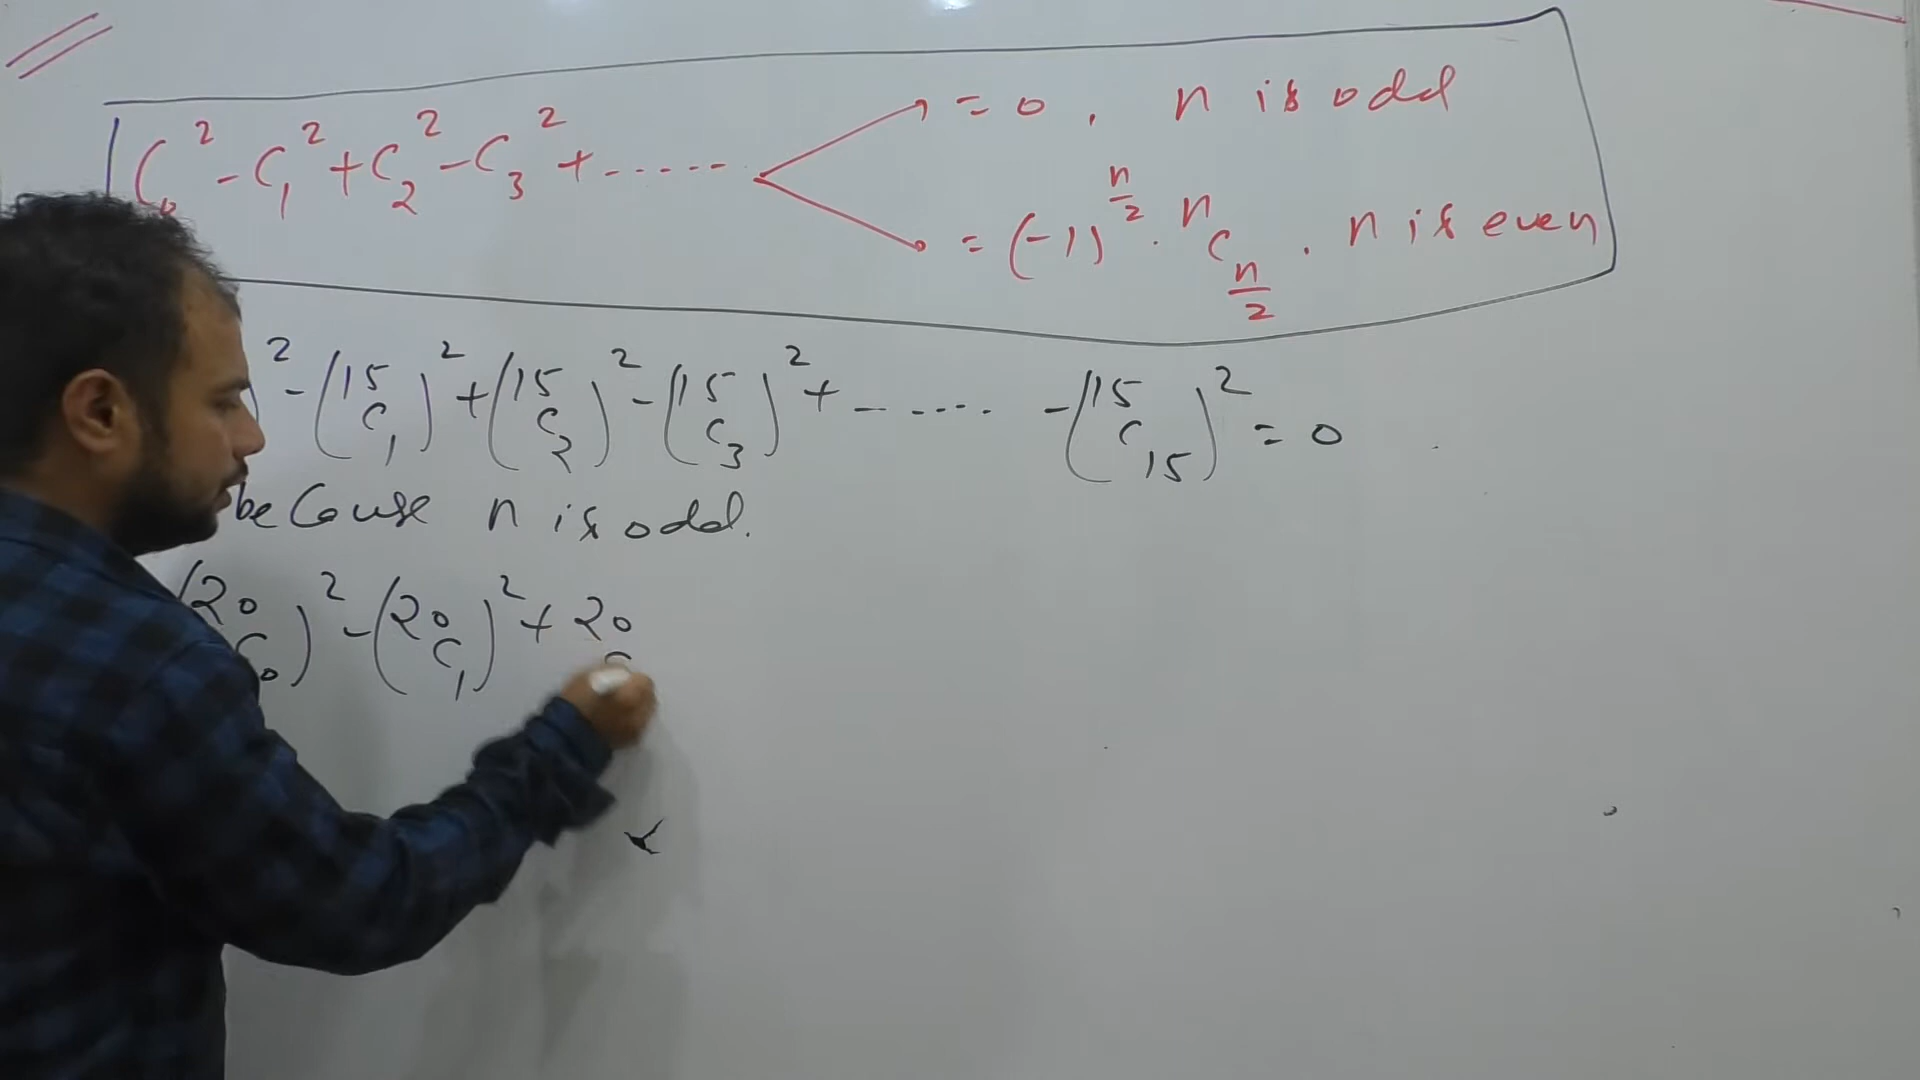 C₀² - C₁² + C₂² - C₃² + ...... = 0 , n is odd
= (-1)^(n/2) . ⁿC_(n/2) . n is even
)² - (¹⁵C₁)² + (¹⁵C₂)² - (¹⁵C₃)² + ...... - (¹⁵C₁₅)² = 0
because n is odd.
(²⁰C₀)² - (²⁰C₁)² + ²⁰C